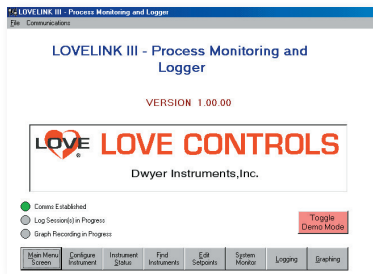 LOVELINK III - Process Monitoring and Logger
File Communications
LOVELINK III - Process Monitoring and
Logger
VERSION 1.00.00
LOVE LOVE CONTROLS
®
Dwyer Instruments,Inc.
Comms Established
Log Session(s) in Progress
Graph Recording in Progress
Toggle
Demo Mode
Main Menu Screen
Configure Instrument
Instrument Status
Find Instruments
Edit Setpoints
System Monitor
Logging
Graphing